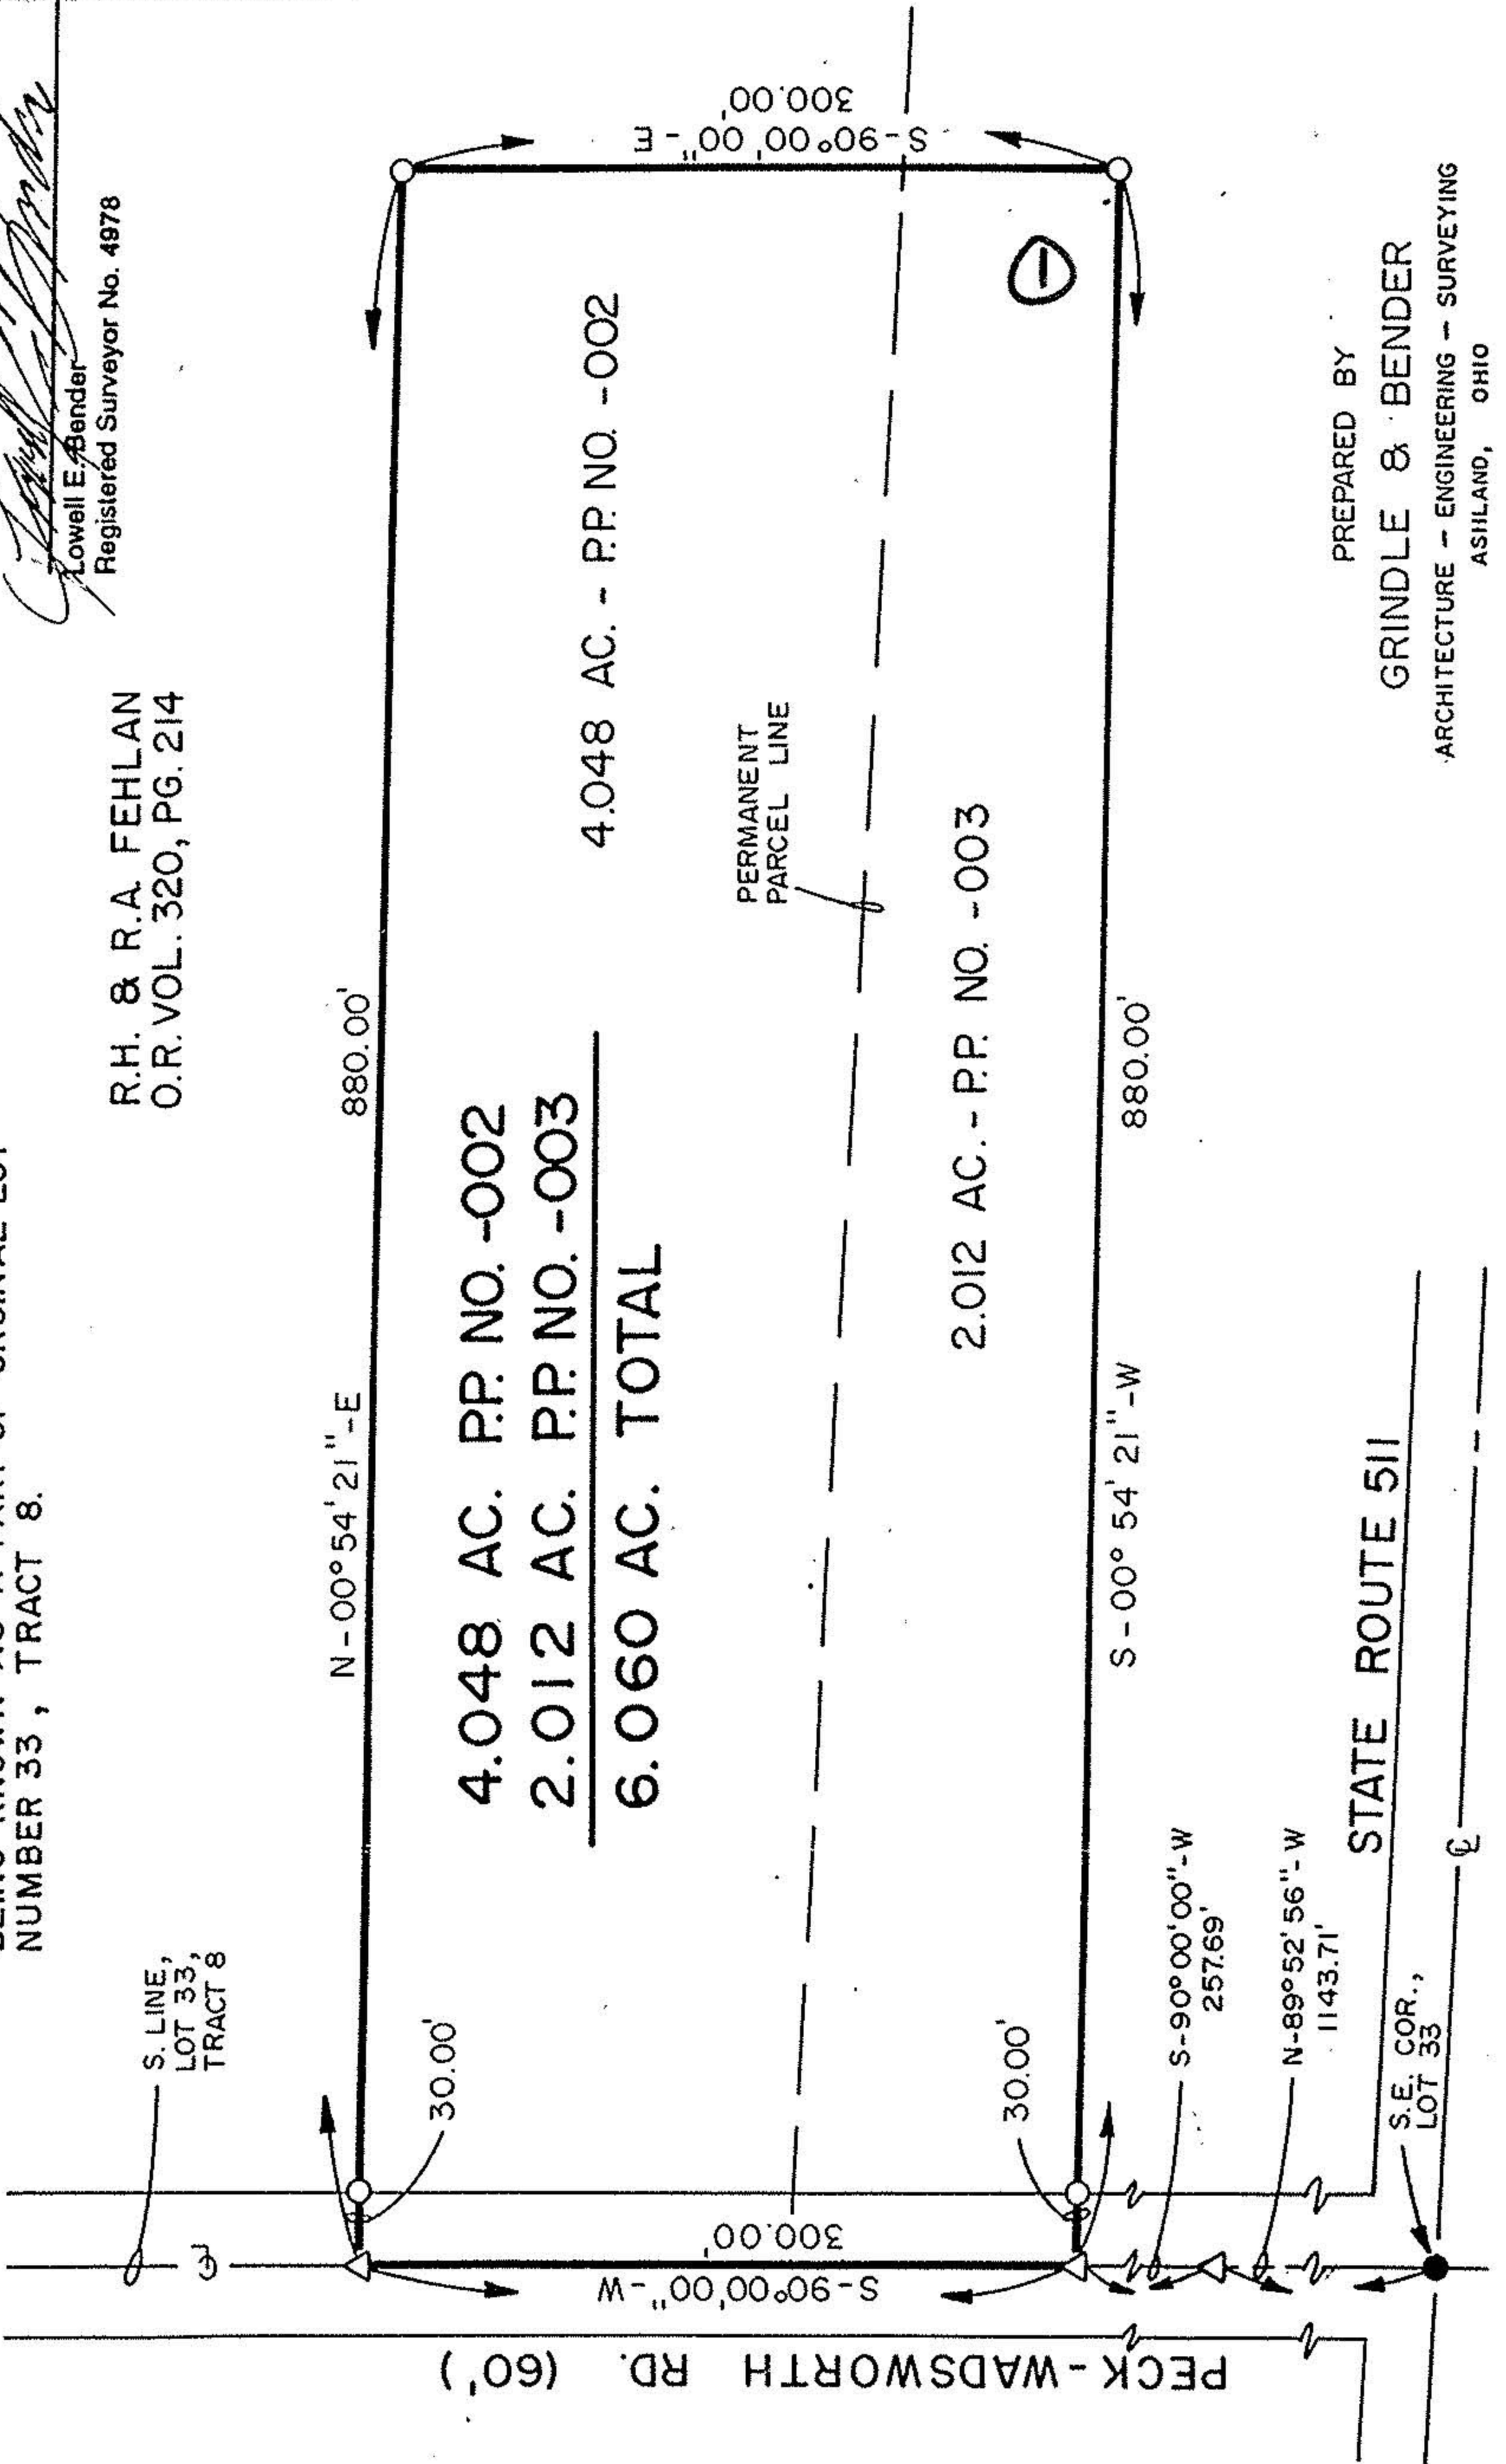 NUMBER 33, TRACT 8.
Lowell E. Bender
Registered Surveyor No. 4978
R.H. & R.A. FEHLAN
O.R. VOL. 320, PG. 214
S. LINE,
LOT 33,
TRACT 8
N-00°54'21"-E
880.00'
30.00'
4.048 AC. P.P. NO. -002
2.012 AC. P.P. NO. -003
6.060 AC. TOTAL
4.048 AC. - P.P. NO. -002
S-90°00'00"-E
300.00'
PERMANENT
PARCEL LINE
2.012 AC. - P.P. NO. -003
1
S-90°00'00"-W
300.00'
30.00'
S-00°54'21"-W
880.00'
PECK-WADSWORTH RD. (60')
S-90°00'00"-W
257.69'
N-89°52'56"-W
1143.71'
S.E. COR.,
LOT 33
STATE ROUTE 511
PREPARED BY
GRINDLE & BENDER
ARCHITECTURE - ENGINEERING - SURVEYING
ASHLAND, OHIO